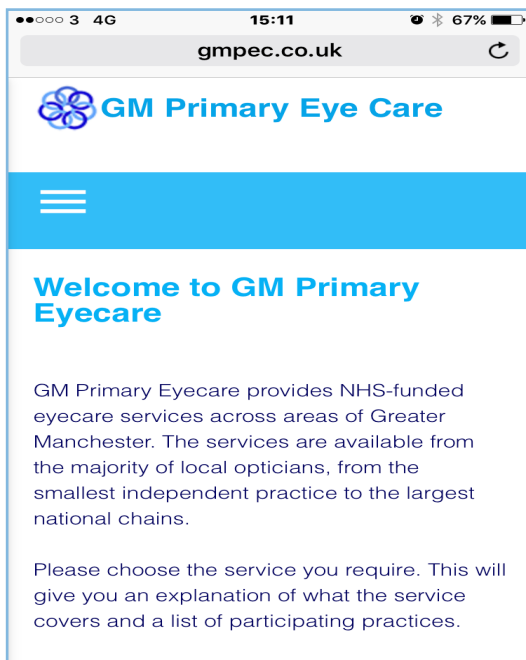 3 4G 15:11 67%
gmpec.co.uk
GM Primary Eye Care
Welcome to GM Primary
Eyecare
GM Primary Eyecare provides NHS-funded
eyecare services across areas of Greater
Manchester. The services are available from
the majority of local opticians, from the
smallest independent practice to the largest
national chains.
Please choose the service you require. This will
give you an explanation of what the service
covers and a list of participating practices.